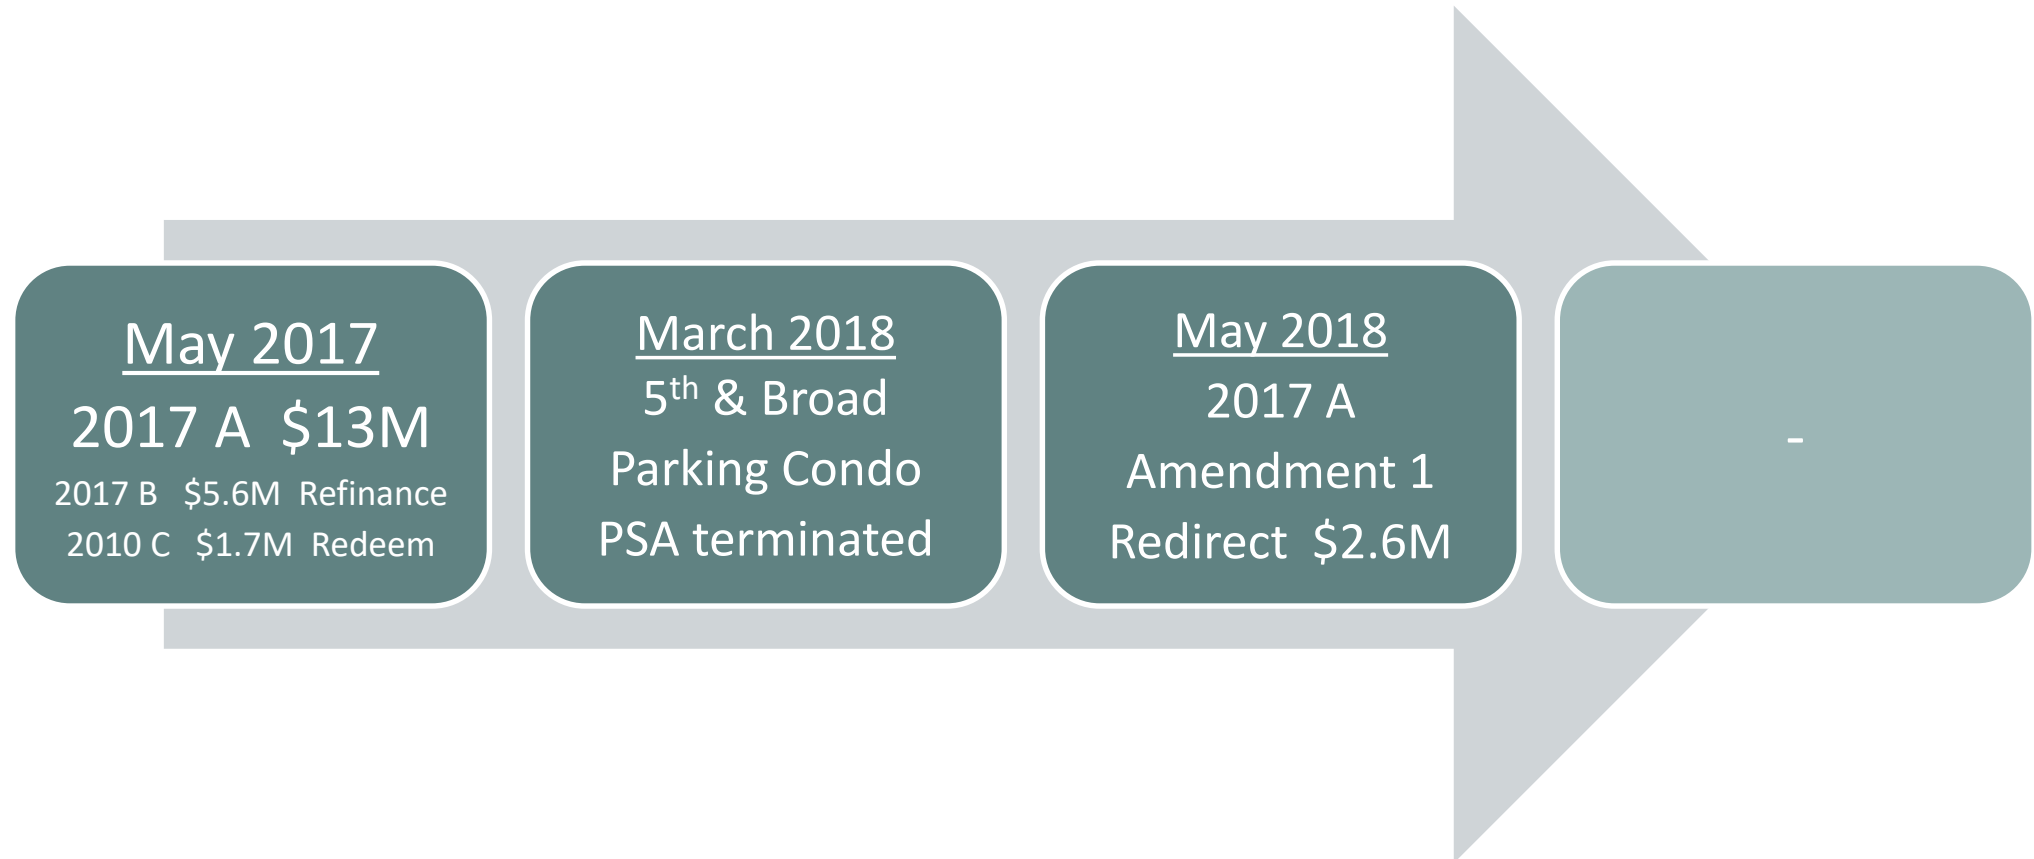 May 2017
2017 A $13M
2017 B $5.6M Refinance
2010 C $1.7M Redeem
March 2018
5th & Broad
Parking Condo
PSA terminated
May 2018
2017 A
Amendment 1
Redirect $2.6M
-